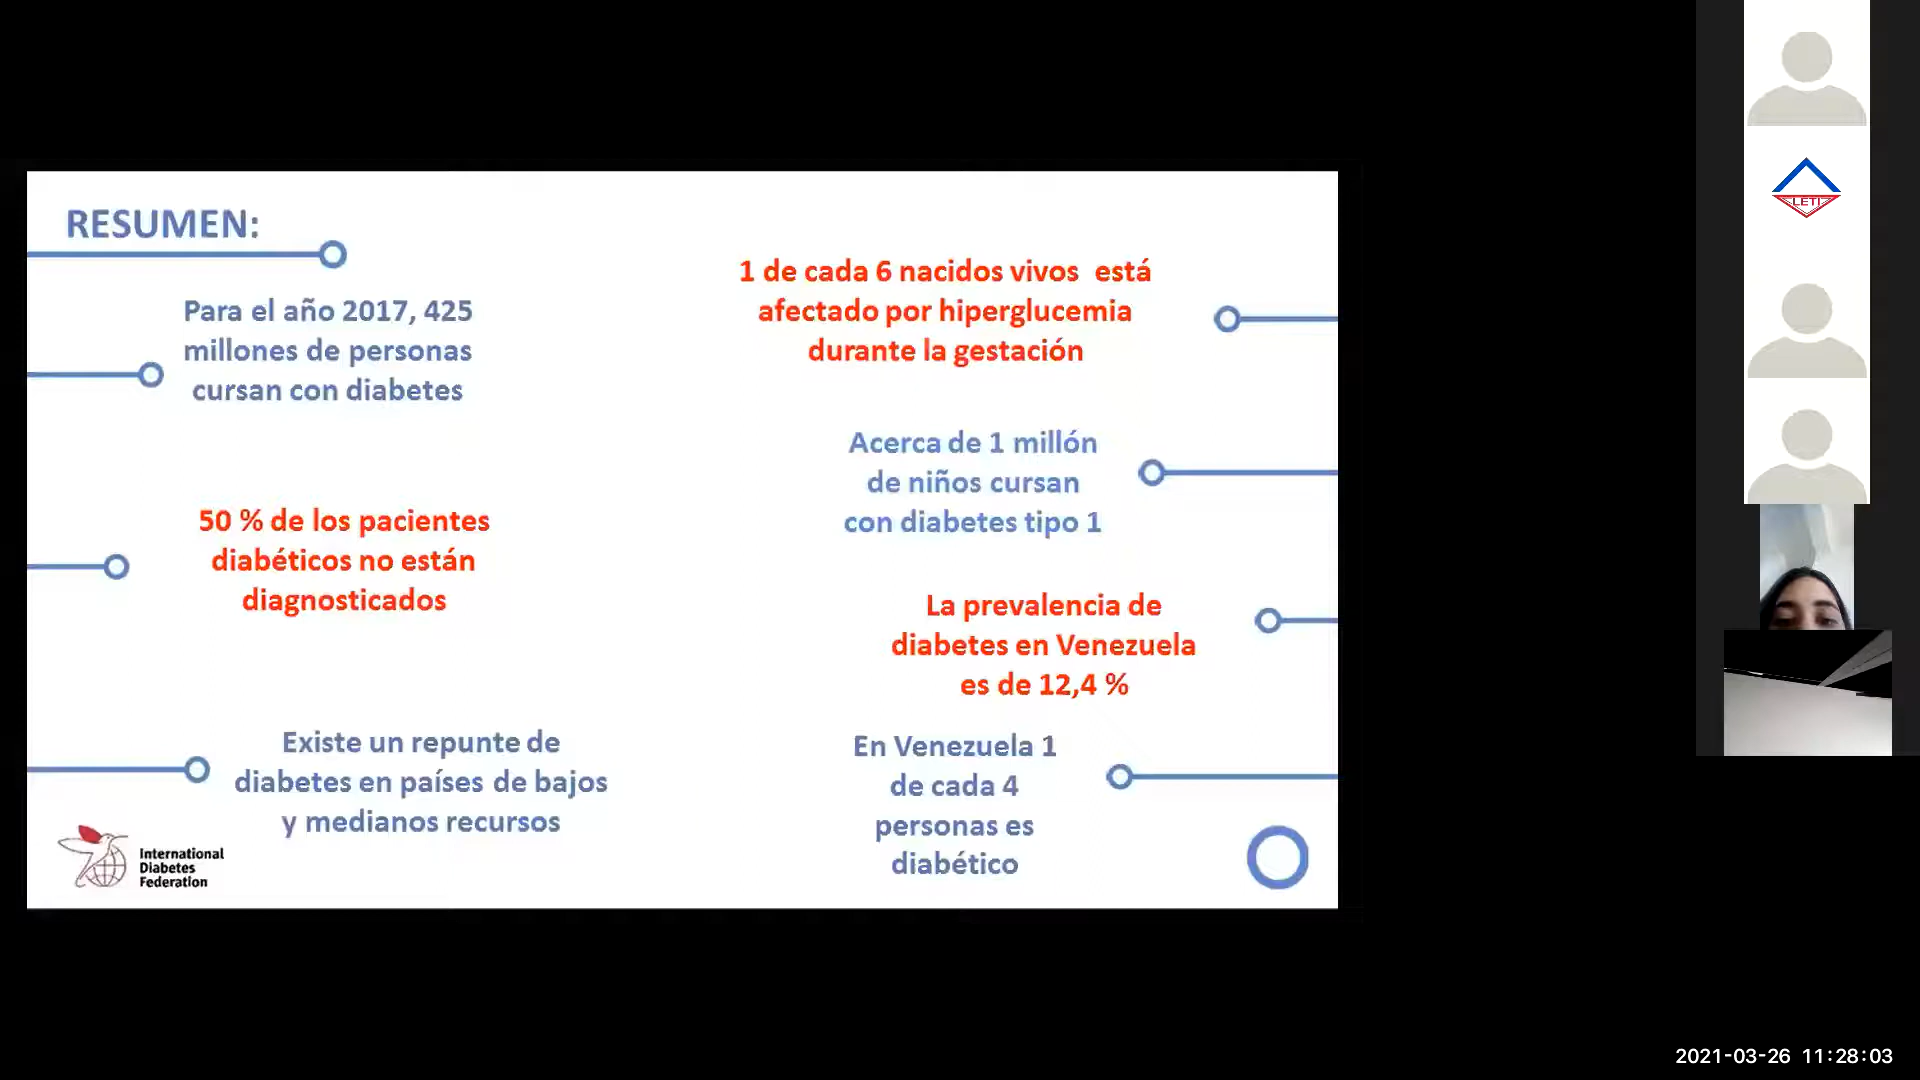 RESUMEN:
Para el año 2017, 425
millones de personas
cursan con diabetes
50 % de los pacientes
diabéticos no están
diagnosticados
Existe un repunte de
diabetes en países de bajos
y medianos recursos
International
Diabetes
Federation
1 de cada 6 nacidos vivos está
afectado por hiperglucemia
durante la gestación
Acerca de 1 millón
de niños cursan
con diabetes tipo 1
La prevalencia de
diabetes en Venezuela
es de 12,4 %
En Venezuela 1
de cada 4
personas es
diabético
LETI
2021-03-26 11:28:03